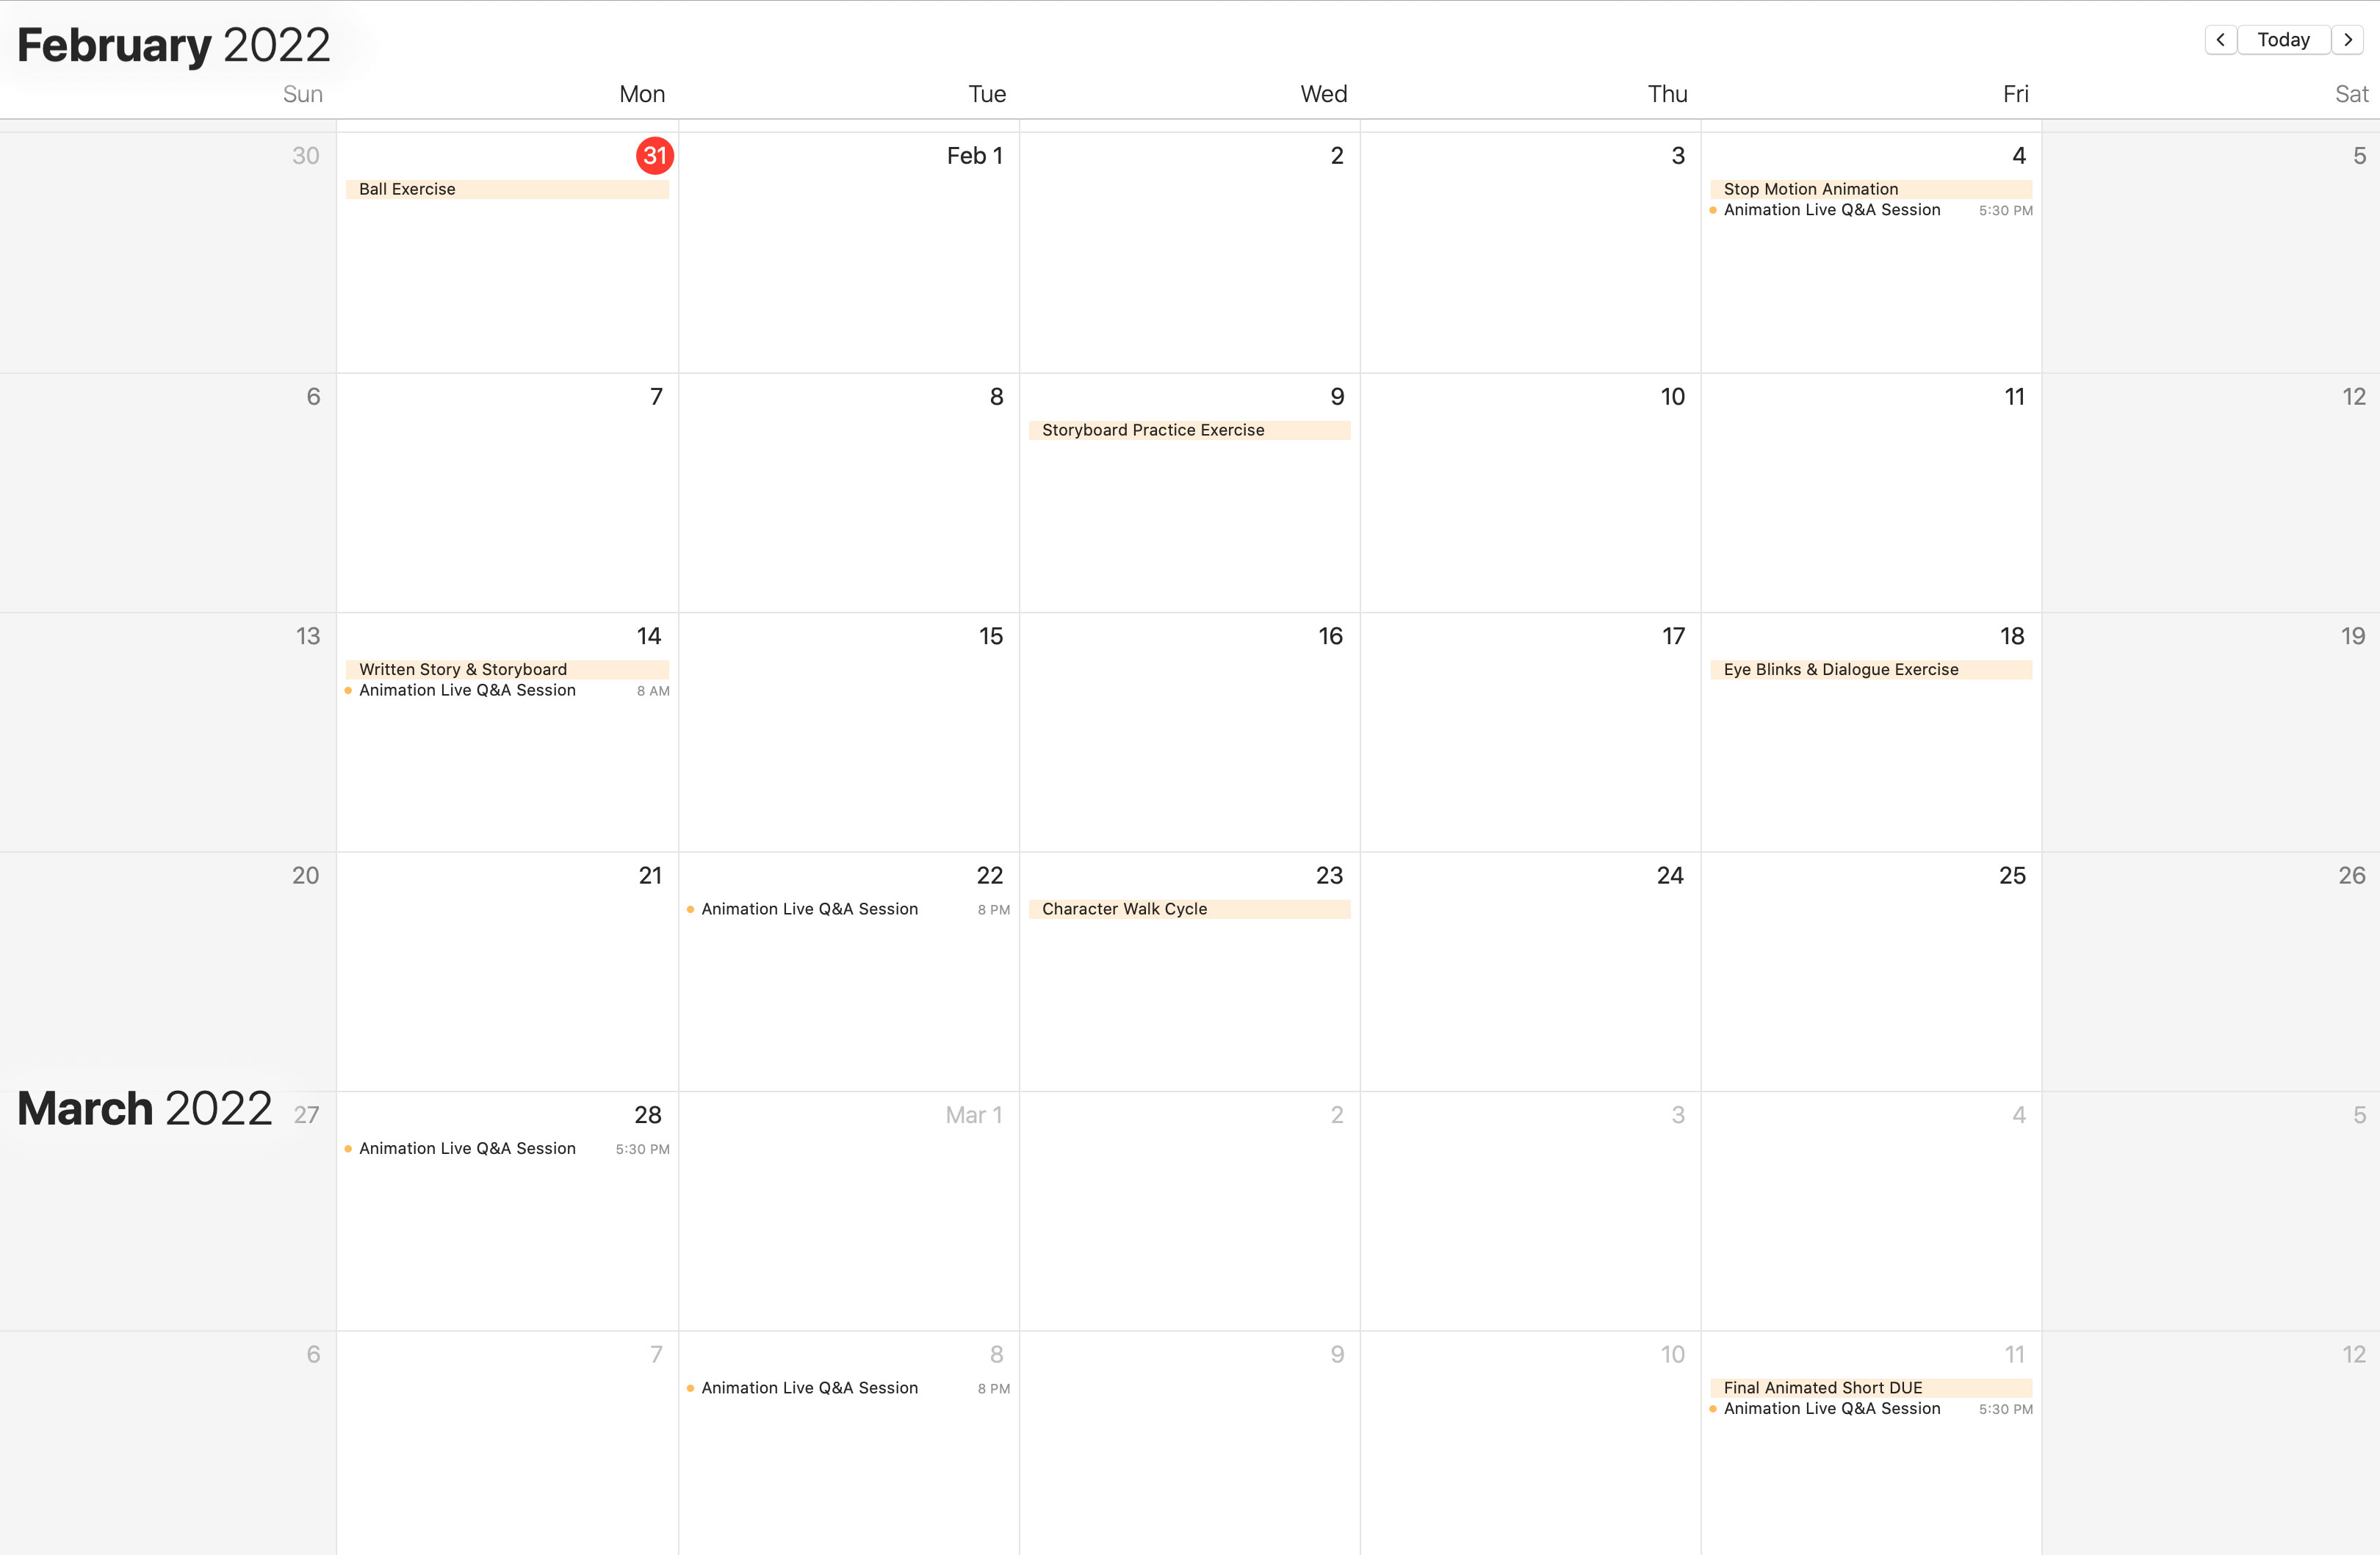 February 2022
Today
Sun Mon Tue Wed Thu Fri Sat
30 31 Feb 1 2 3 4 5
Ball Exercise
Stop Motion Animation
Animation Live Q&A Session 5:30 PM
6 7 8 9 10 11 12
Storyboard Practice Exercise
13 14 15 16 17 18 19
Written Story & Storyboard
Animation Live Q&A Session 8 AM
Eye Blinks & Dialogue Exercise
20 21 22 23 24 25 26
Animation Live Q&A Session 8 PM
Character Walk Cycle
March 2022
27 28 Mar 1 2 3 4 5
Animation Live Q&A Session 5:30 PM
6 7 8 9 10 11 12
Animation Live Q&A Session 8 PM
Final Animated Short DUE
Animation Live Q&A Session 5:30 PM